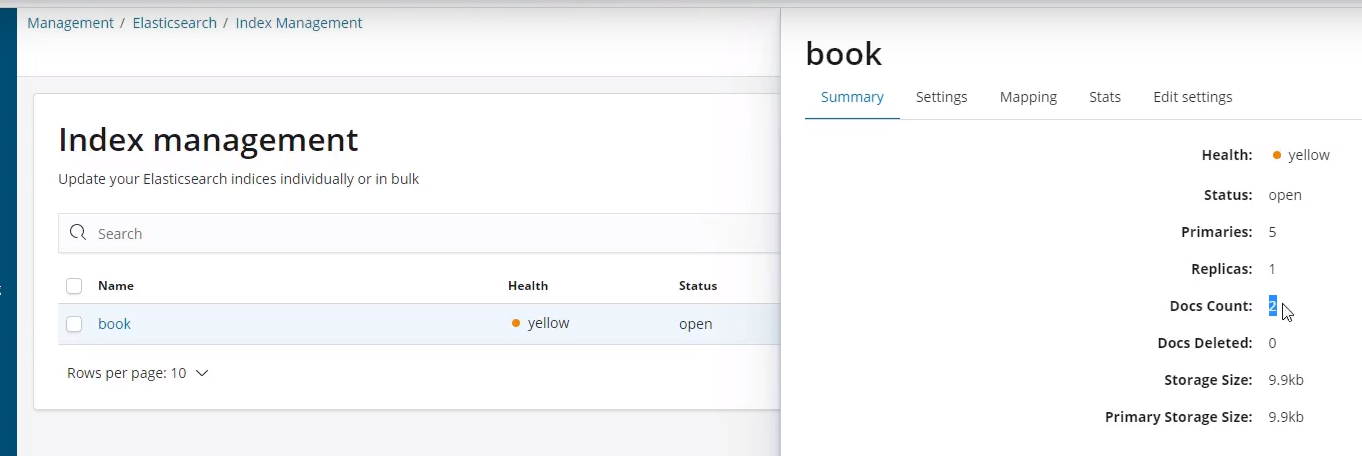 Management / Elasticsearch / Index Management
Index management
Update your Elasticsearch indices individually or in bulk
Search
Name Health Status
book yellow open
Rows per page: 10
book
Summary Settings Mapping Stats Edit settings
Health: yellow
Status: open
Primaries: 5
Replicas: 1
Docs Count: 2
Docs Deleted: 0
Storage Size: 9.9kb
Primary Storage Size: 9.9kb